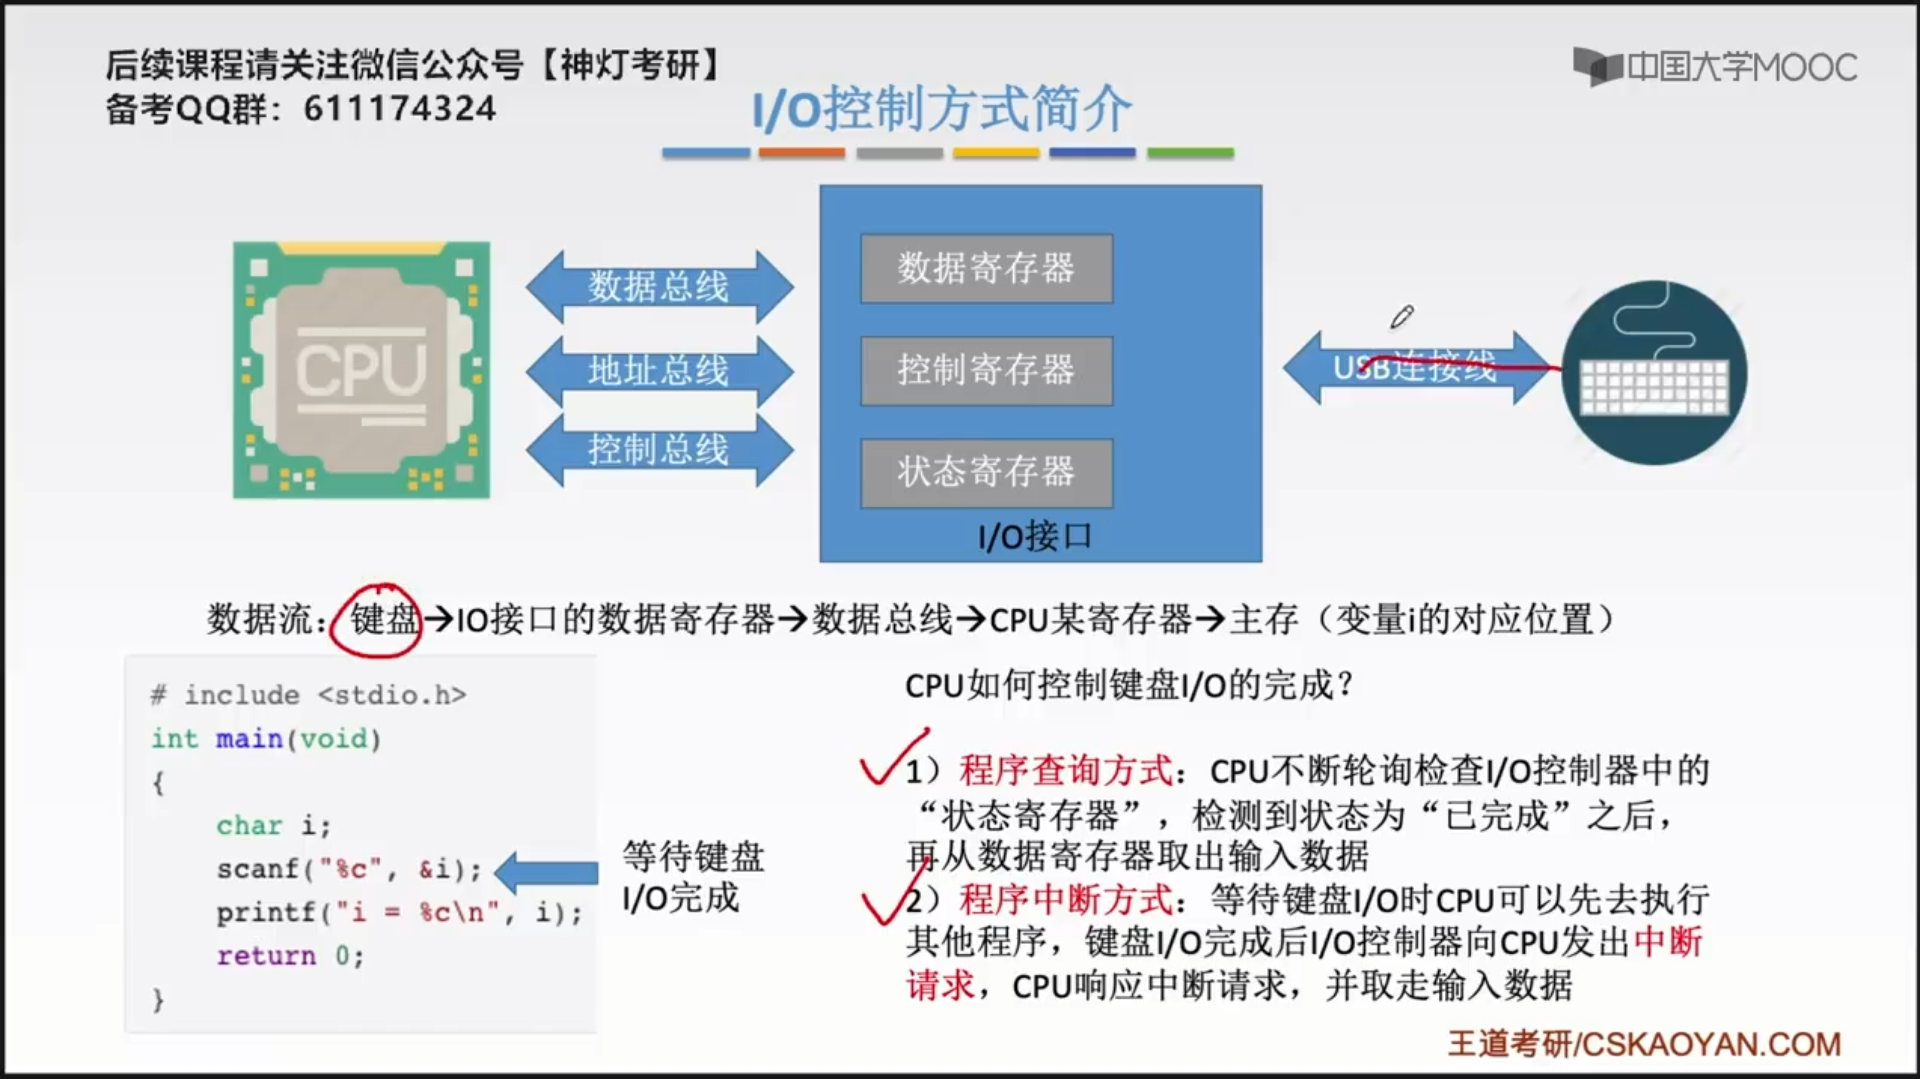 后续课程请关注微信公众号【神灯考研】
备考QQ群：611174324
中国大学MOOC
I/O控制方式简介
CPU
数据总线
地址总线
控制总线
数据寄存器
控制寄存器
状态寄存器
I/O接口
USB连接线
数据流：键盘→IO接口的数据寄存器→数据总线→CPU某寄存器→主存（变量i的对应位置）
# include <stdio.h>
int main(void)
{
char i;
scanf("%c", &i);
printf("i = %c\n", i);
return 0;
}
等待键盘
I/O完成
CPU如何控制键盘I/O的完成？
1）程序查询方式：CPU不断轮询检查I/O控制器中的
“状态寄存器”，检测到状态为“已完成”之后，
再从数据寄存器取出输入数据
2）程序中断方式：等待键盘I/O时CPU可以先去执行
其他程序，键盘I/O完成后I/O控制器向CPU发出中断
请求，CPU响应中断请求，并取走输入数据
王道考研/CSKAOYAN.COM